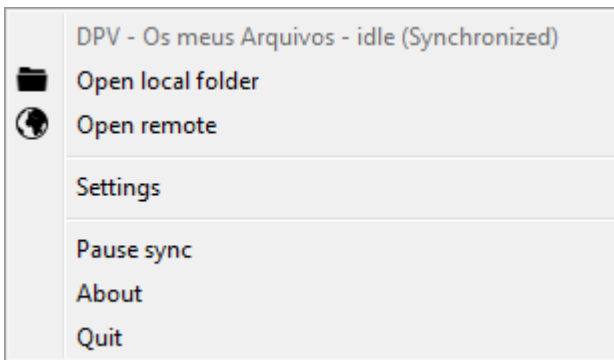 DPV - Os meus Arquivos - idle (Synchronized)
Open local folder
Open remote
Settings
Pause sync
About
Quit